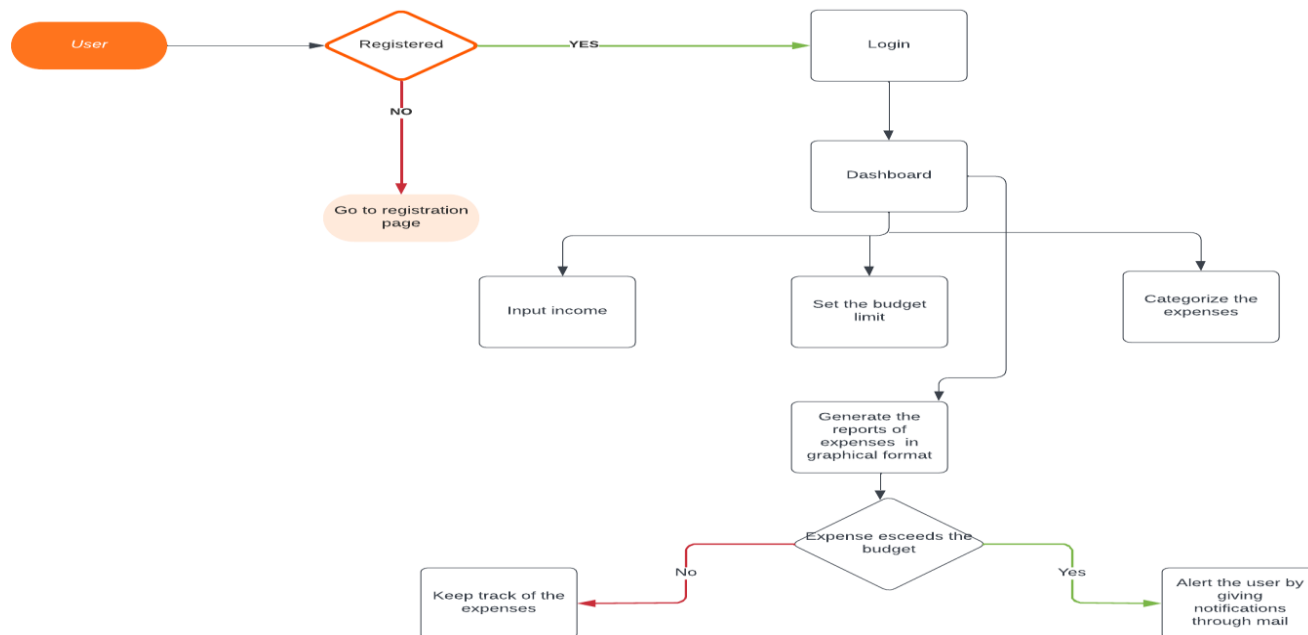 User
Registered
YES
Login
NO
Dashboard
Go to registration
page
Input income
Set the budget
limit
Categorize the
expenses
Generate the
reports of
expenses in
graphical format
Expense exceeds the
budget
No
Yes
Keep track of the
expenses
Alert the user by
giving
notifications
through mail